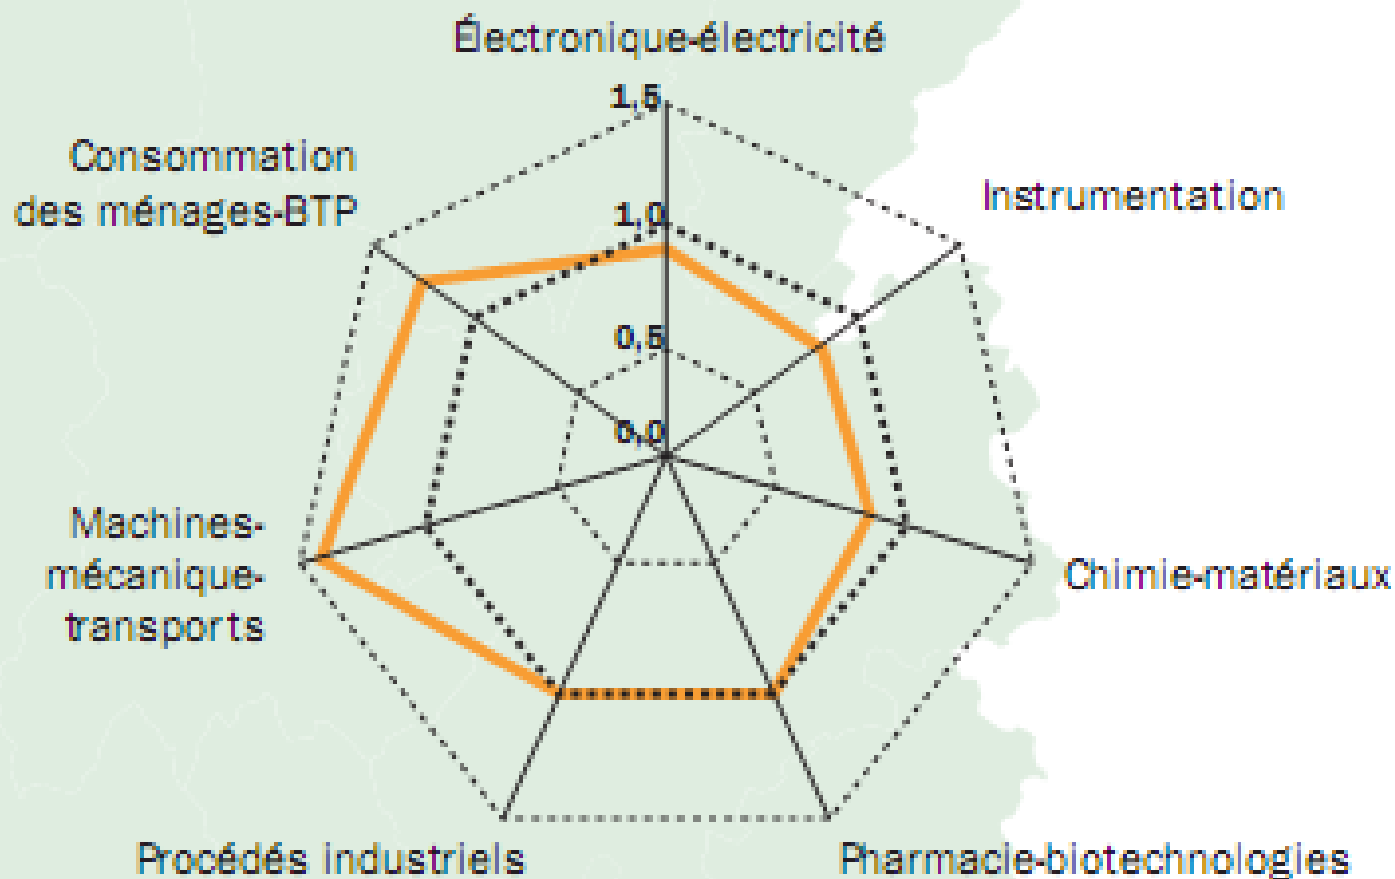 Électronique-électricité
1,5
Consommation
des ménages-BTP
Instrumentation
1,0
0,5
0,0
Machines-
mécanique-
transports
Chimie-matériaux
Procédés industriels
Pharmacie-biotechnologies